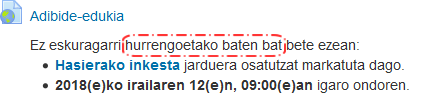 Adibide-edukia
Ez eskuragarri hurrengoetako baten bat bete ezean:
• Hasierako inkesta jarduera osatutzat markatuta dago.
• 2018(e)ko irailaren 12(e)n, 09:00(e)an igaro ondoren.